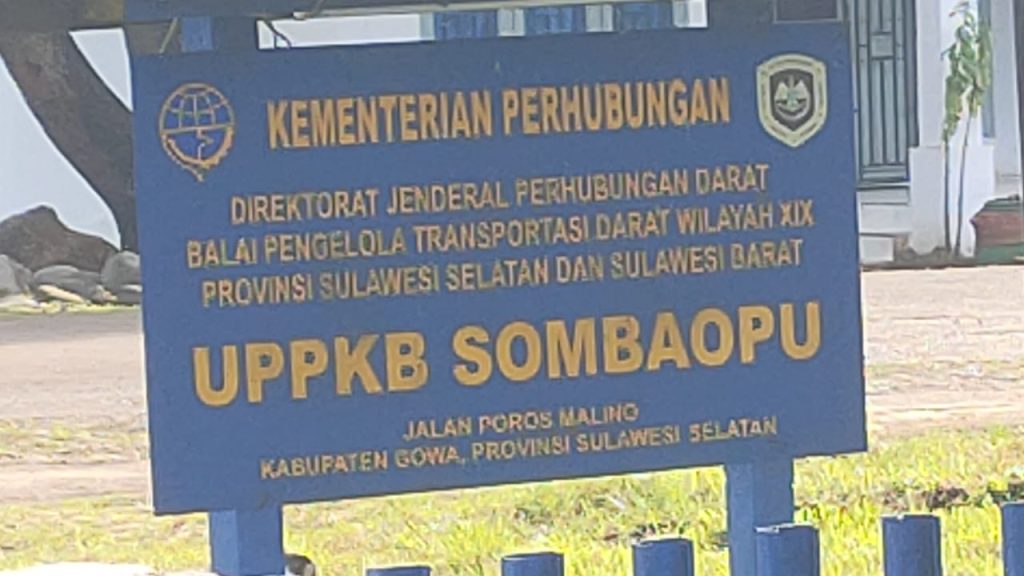 KEMENTERIAN PERHUBUNGAN
DIREKTORAT JENDERAL PERHUBUNGAN DARAT
BALAI PENGELOLA TRANSPORTASI DARAT WILAYAH XIX
PROVINSI SULAWESI SELATAN DAN SULAWESI BARAT
UPPKB SOMBAOPU
JALAN POROS MALINO
KABUPATEN GOWA, PROVINSI SULAWESI SELATAN